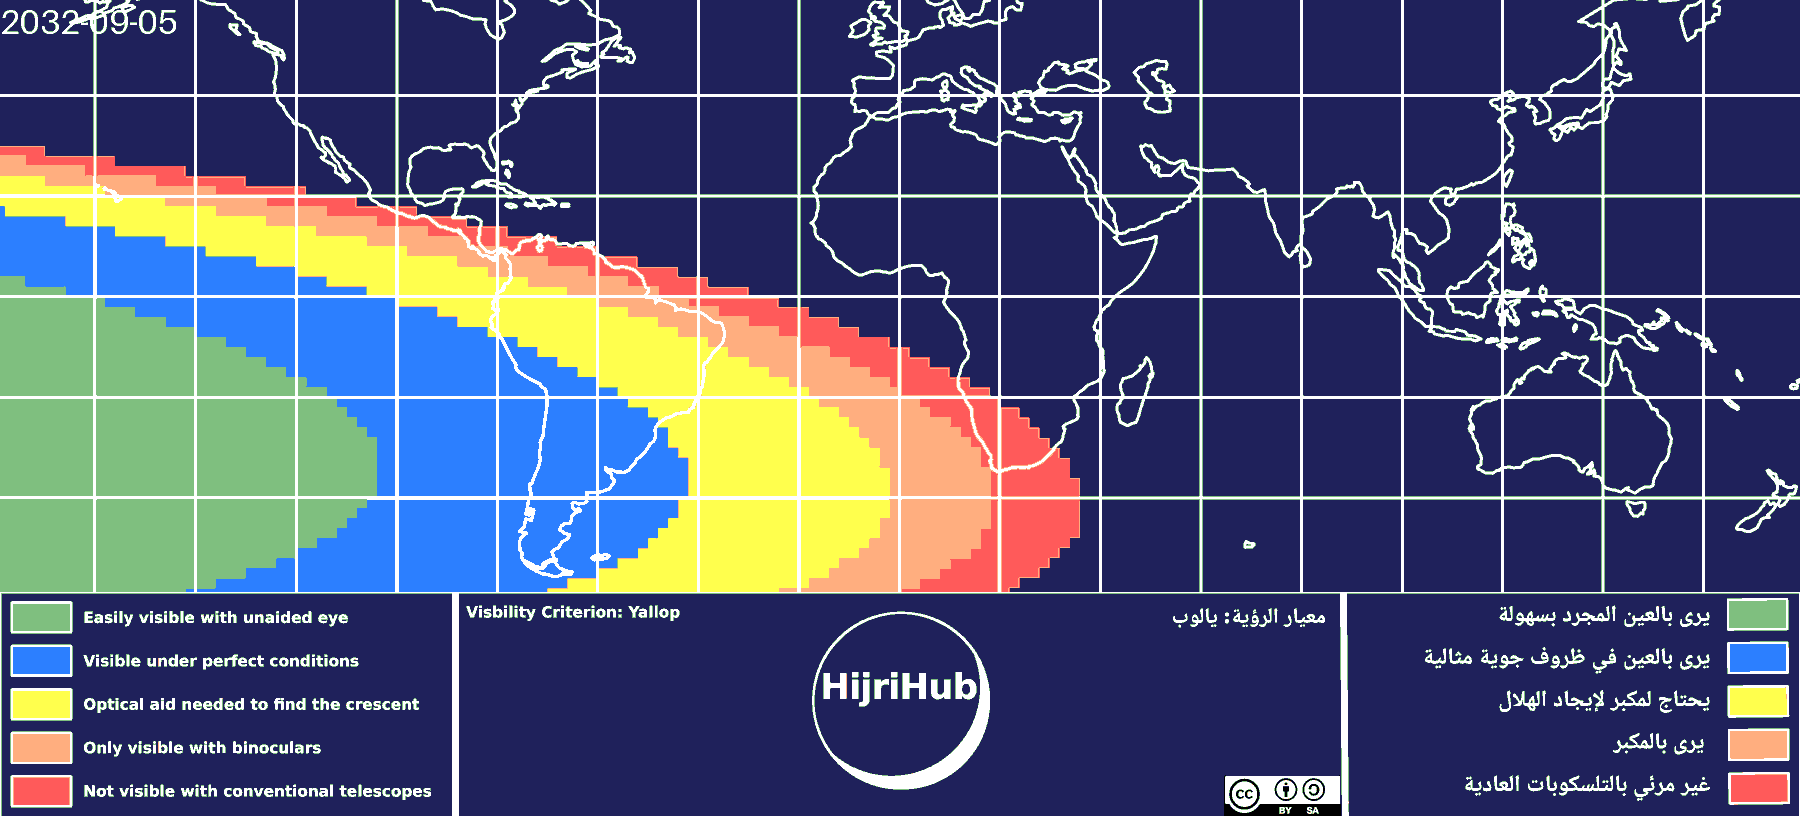 2032-09-05
Easily visible with unaided eye
Visible under perfect conditions
Optical aid needed to find the crescent
Only visible with binoculars
Not visible with conventional telescopes
Visbility Criterion: Yallop
معيار الرؤية: يالوب
HijriHub
cc
BY SA
يرى بالعين المجرد بسهولة
يرى بالعين في ظروف جوية مثالية
يحتاج لمكبر لإيجاد الهلال
يرى بالمكبر
غير مرئي بالتلسكوبات العادية